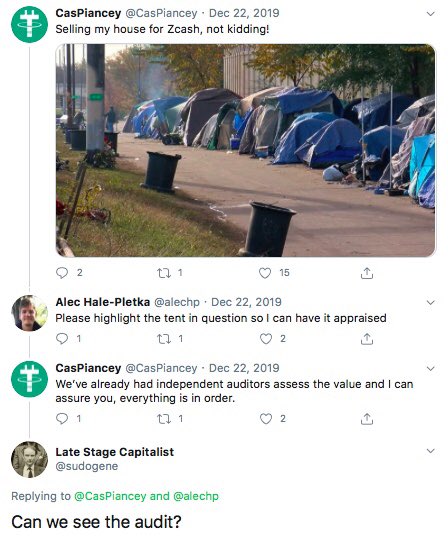 CasPiancey @CasPiancey · Dec 22, 2019
Selling my house for Zcash, not kidding!
2 1 15
Alec Hale-Pletka @alechp · Dec 22, 2019
Please highlight the tent in question so I can have it appraised
1 1 2
CasPiancey @CasPiancey · Dec 22, 2019
We've already had independent auditors assess the value and I can
assure you, everything is in order.
1 1 2
Late Stage Capitalist
@sudogene
Replying to @CasPiancey and @alechp
Can we see the audit?